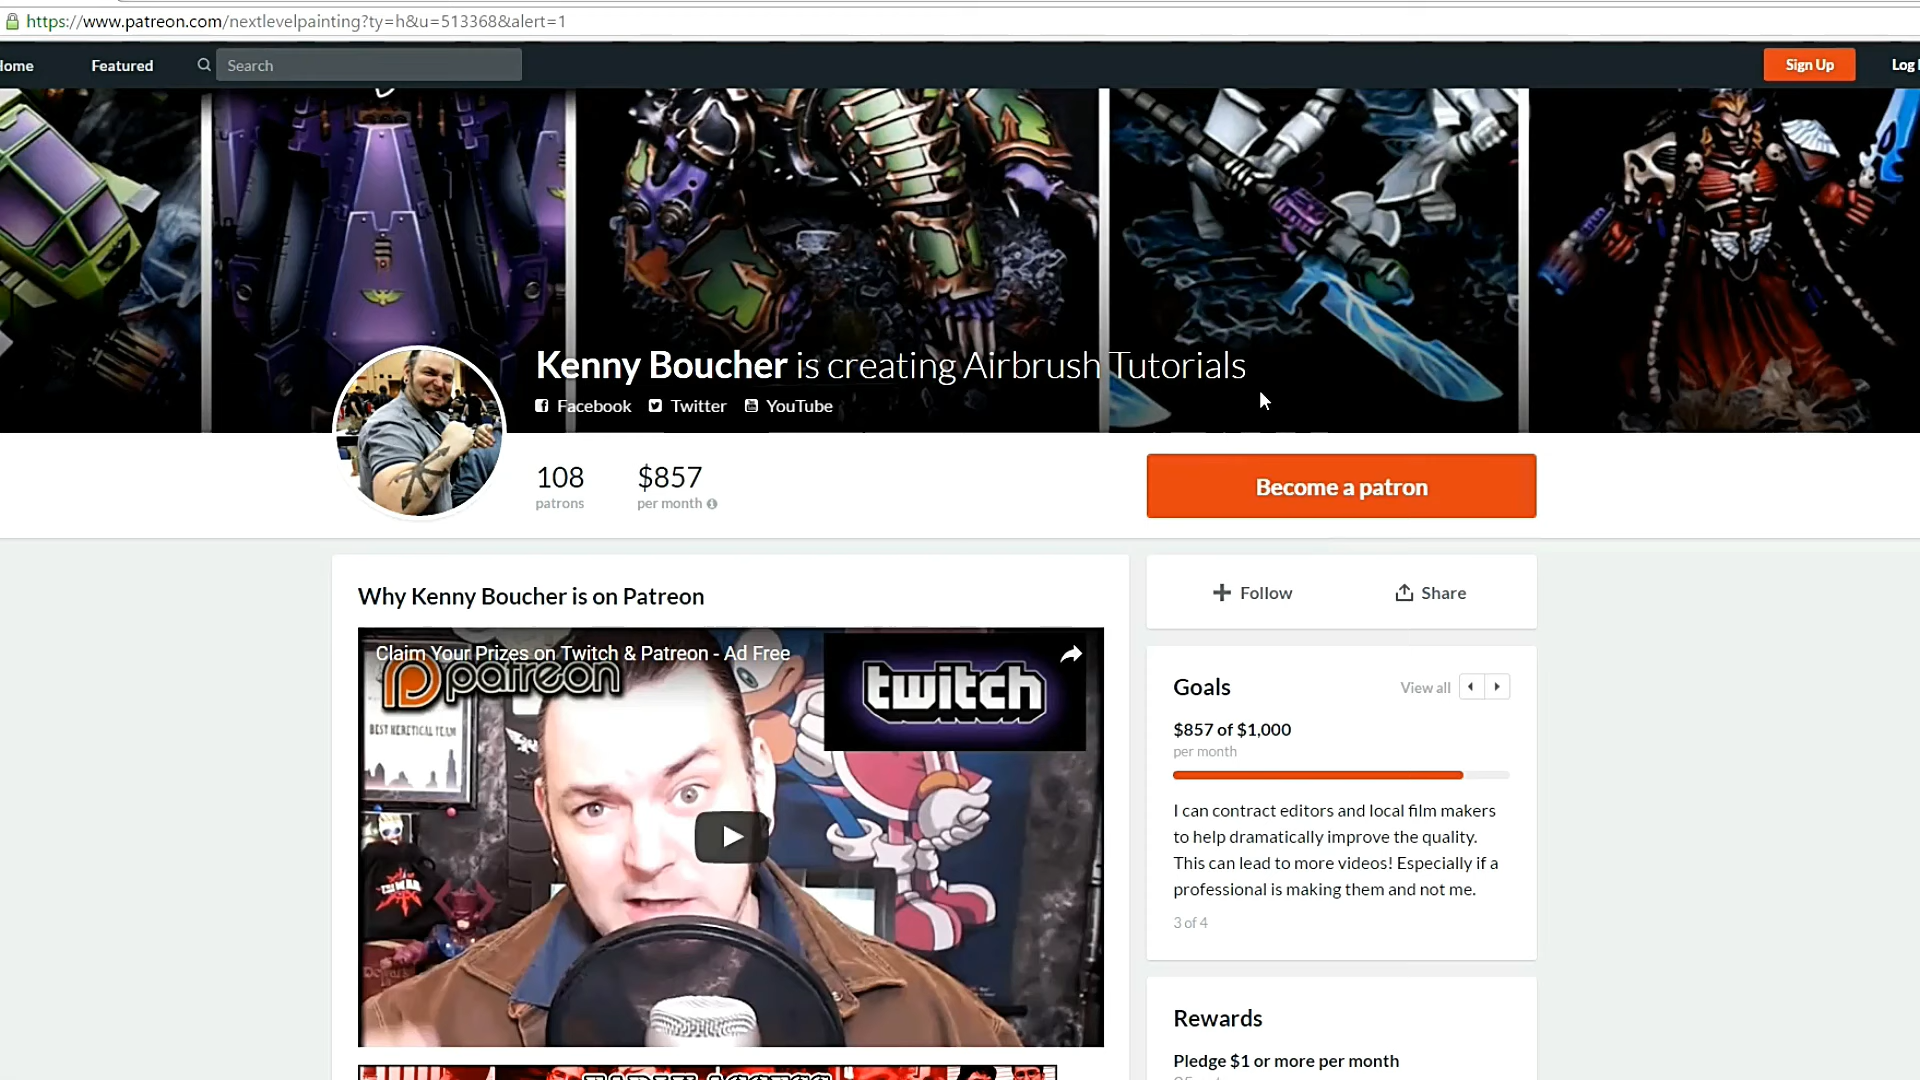 https://www.patreon.com/nextlevelpainting?ty=h&u=513368&alert=1
Home
Featured
Search
Sign Up
Log
Kenny Boucher is creating Airbrush Tutorials
Facebook
Twitter
YouTube
108
patrons
$857
per month
Become a patron
Why Kenny Boucher is on Patreon
Claim Your Prizes on Twitch & Patreon - Ad Free
patreon
twitch
BEST HERETICAL TEAM
Follow
Share
Goals
View all
$857 of $1,000
per month
I can contract editors and local film makers
to help dramatically improve the quality.
This can lead to more videos! Especially if a
professional is making them and not me.
3 of 4
Rewards
Pledge $1 or more per month